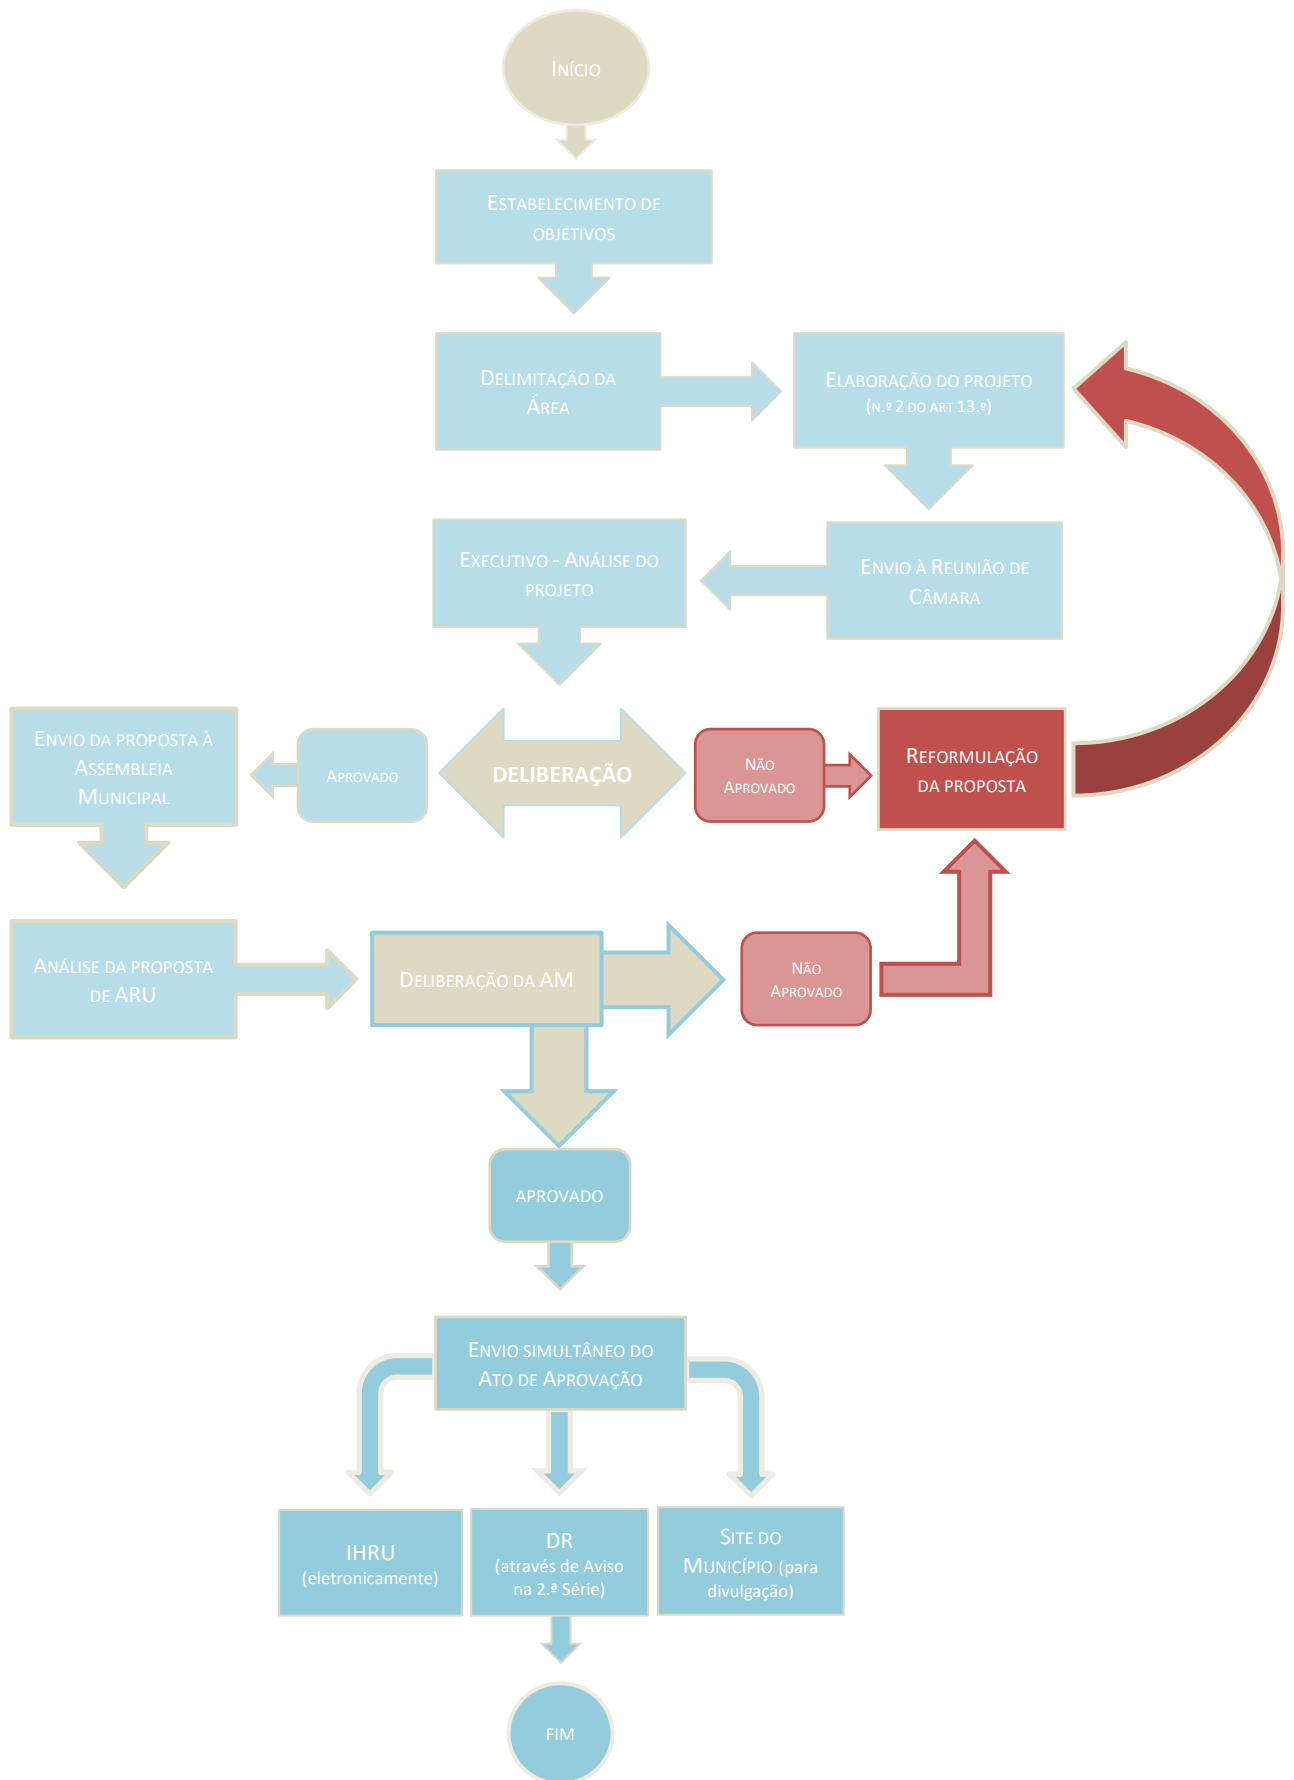 Início
Estabelecimento de
objetivos
Delimitação da
Área
Elaboração do projeto
(n.º 2 do art 13.º)
Executivo - Análise do
projeto
Envio à Reunião de
Câmara
Envio da proposta à
Assembleia
Municipal
Aprovado
DELIBERAÇÃO
Não
Aprovado
Reformulação
da proposta
Análise da proposta
de ARU
Deliberação da AM
Não
Aprovado
aprovado
Envio simultâneo do
Ato de Aprovação
IHRU
(eletronicamente)
DR
(através de Aviso
na 2.ª Série)
Site do
Município (para
divulgação)
fim